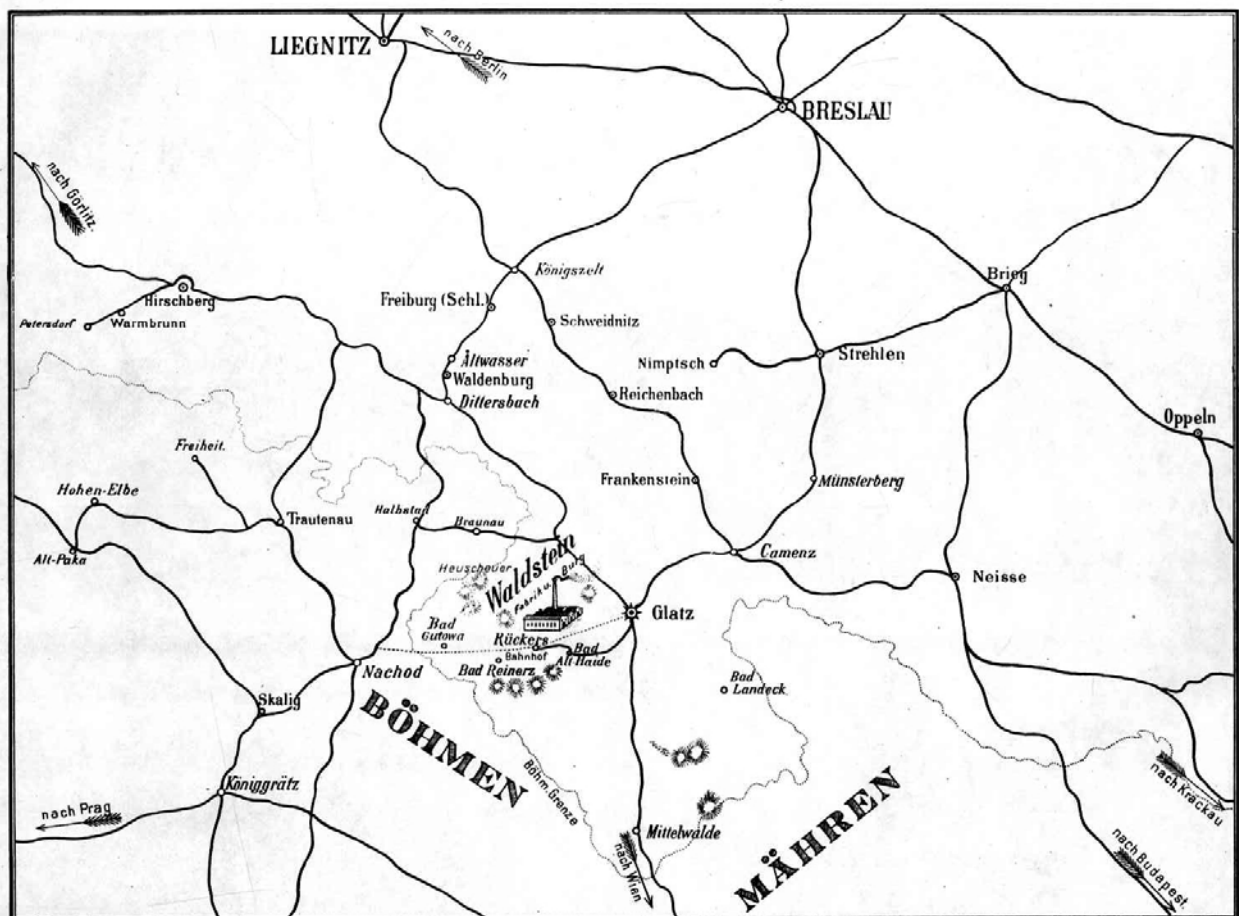 LIEGNITZ
nach Berlin
BRESLAU
nach Görlitz.
Hirschberg
Petersdorf
Warmbrunn
Königszelt
Freiburg (Schl.)
Schweidnitz
Brieg
Altwasser
Waldenburg
Dittersbach
Nimptsch
Strehlen
Reichenbach
Oppeln
Freiheit.
Hohen-Elbe
Trautenau
Halbstadt
Braunau
Frankenstein
Münsterberg
Alt-Paka
Camenz
Neisse
Heuscheuer
Waldstein
Fabrik u. Burg
Glatz
Bad
Cutowa
Rückers
Bahnhof
Bad
Alt Haide
Bad Reinerz
Nachod
Bad
Landeck
Skalig
BÖHMEN
Böhm. Grenze
Königgrätz
nach Prag
Mittelwalde
nach Wien
MÄHREN
nach Krackau
nach Budapest